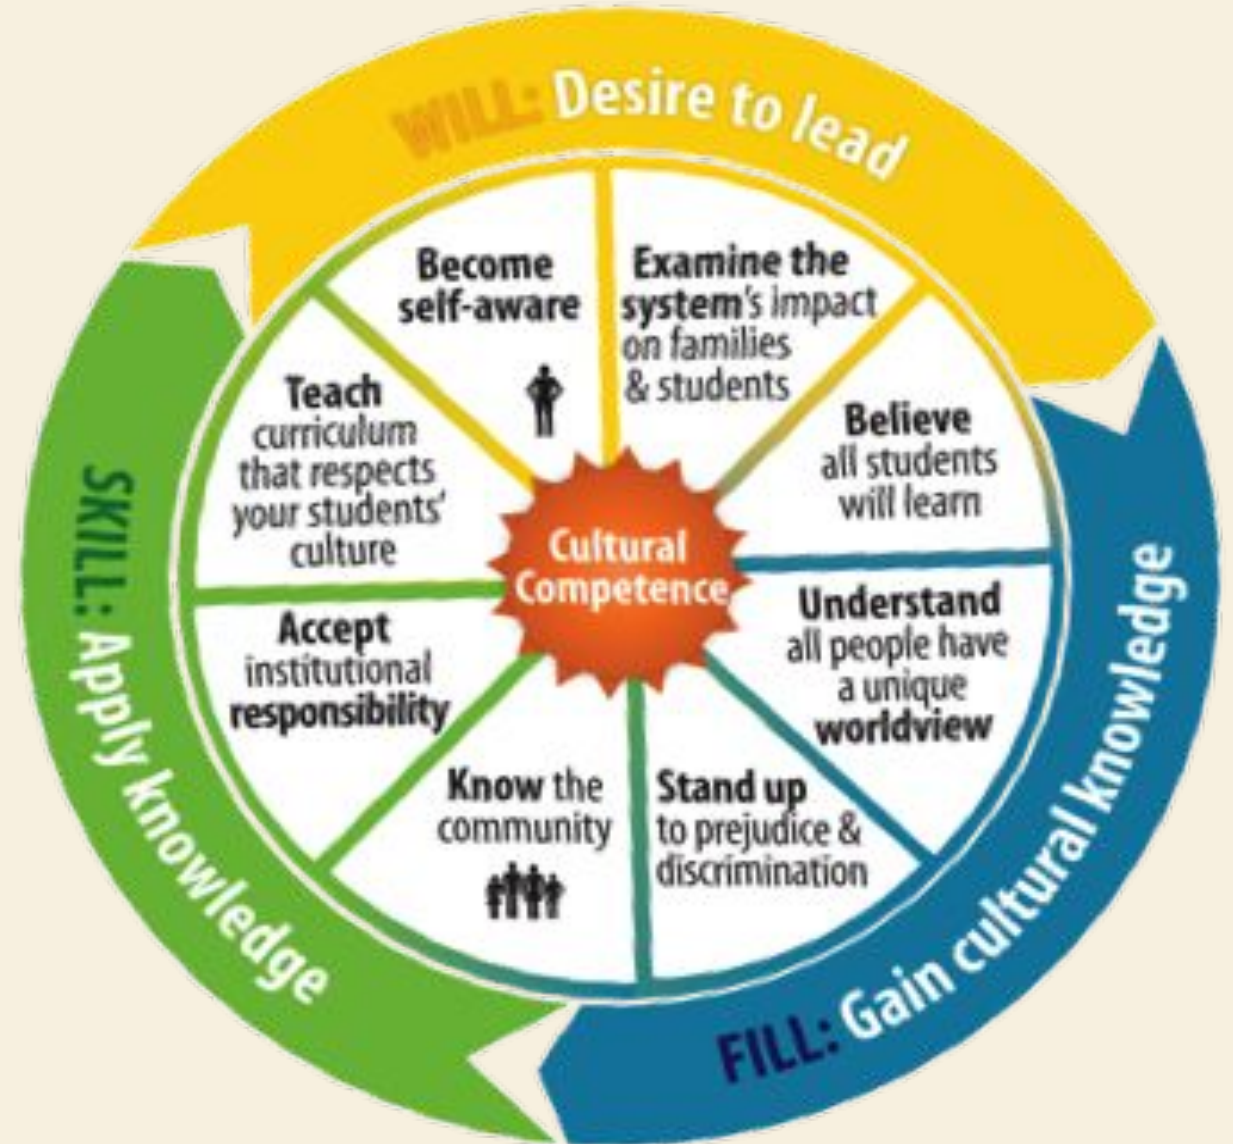 WILL: Desire to lead
Become
self-aware
Examine the
system's impact
on families
& students
Believe
all students
will learn
Understand
all people have
a unique
worldview
Stand up
to prejudice &
discrimination
Know the
community
Accept
institutional
responsibility
Teach
curriculum
that respects
your students'
culture
Cultural
Competence
FILL: Gain cultural knowledge
SKILL: Apply knowledge